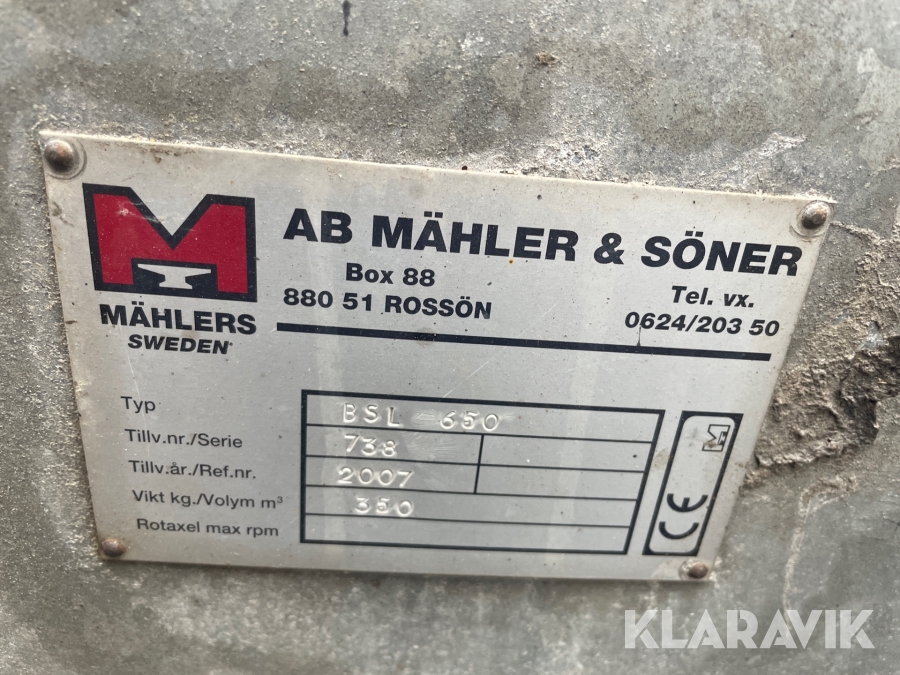 AB MÄHLER & SÖNER
Box 88
880 51 ROSSÖN
Tel. vx.
0624/203 50
MÄHLERS
SWEDEN
Typ BSL 650
Tillv.nr./Serie 738
Tillv.år./Ref.nr. 2007
Vikt kg./Volym m³ 350
Rotaxel max rpm
CE
KLARAVIK